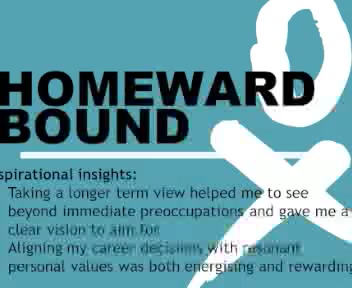 HOMEWARD
BOUND
spirational insights:
Taking a longer term view helped me to see
beyond immediate preoccupations and gave me a
clear vision to aim for
Aligning my career decisions with resonant
personal values was both energising and rewarding